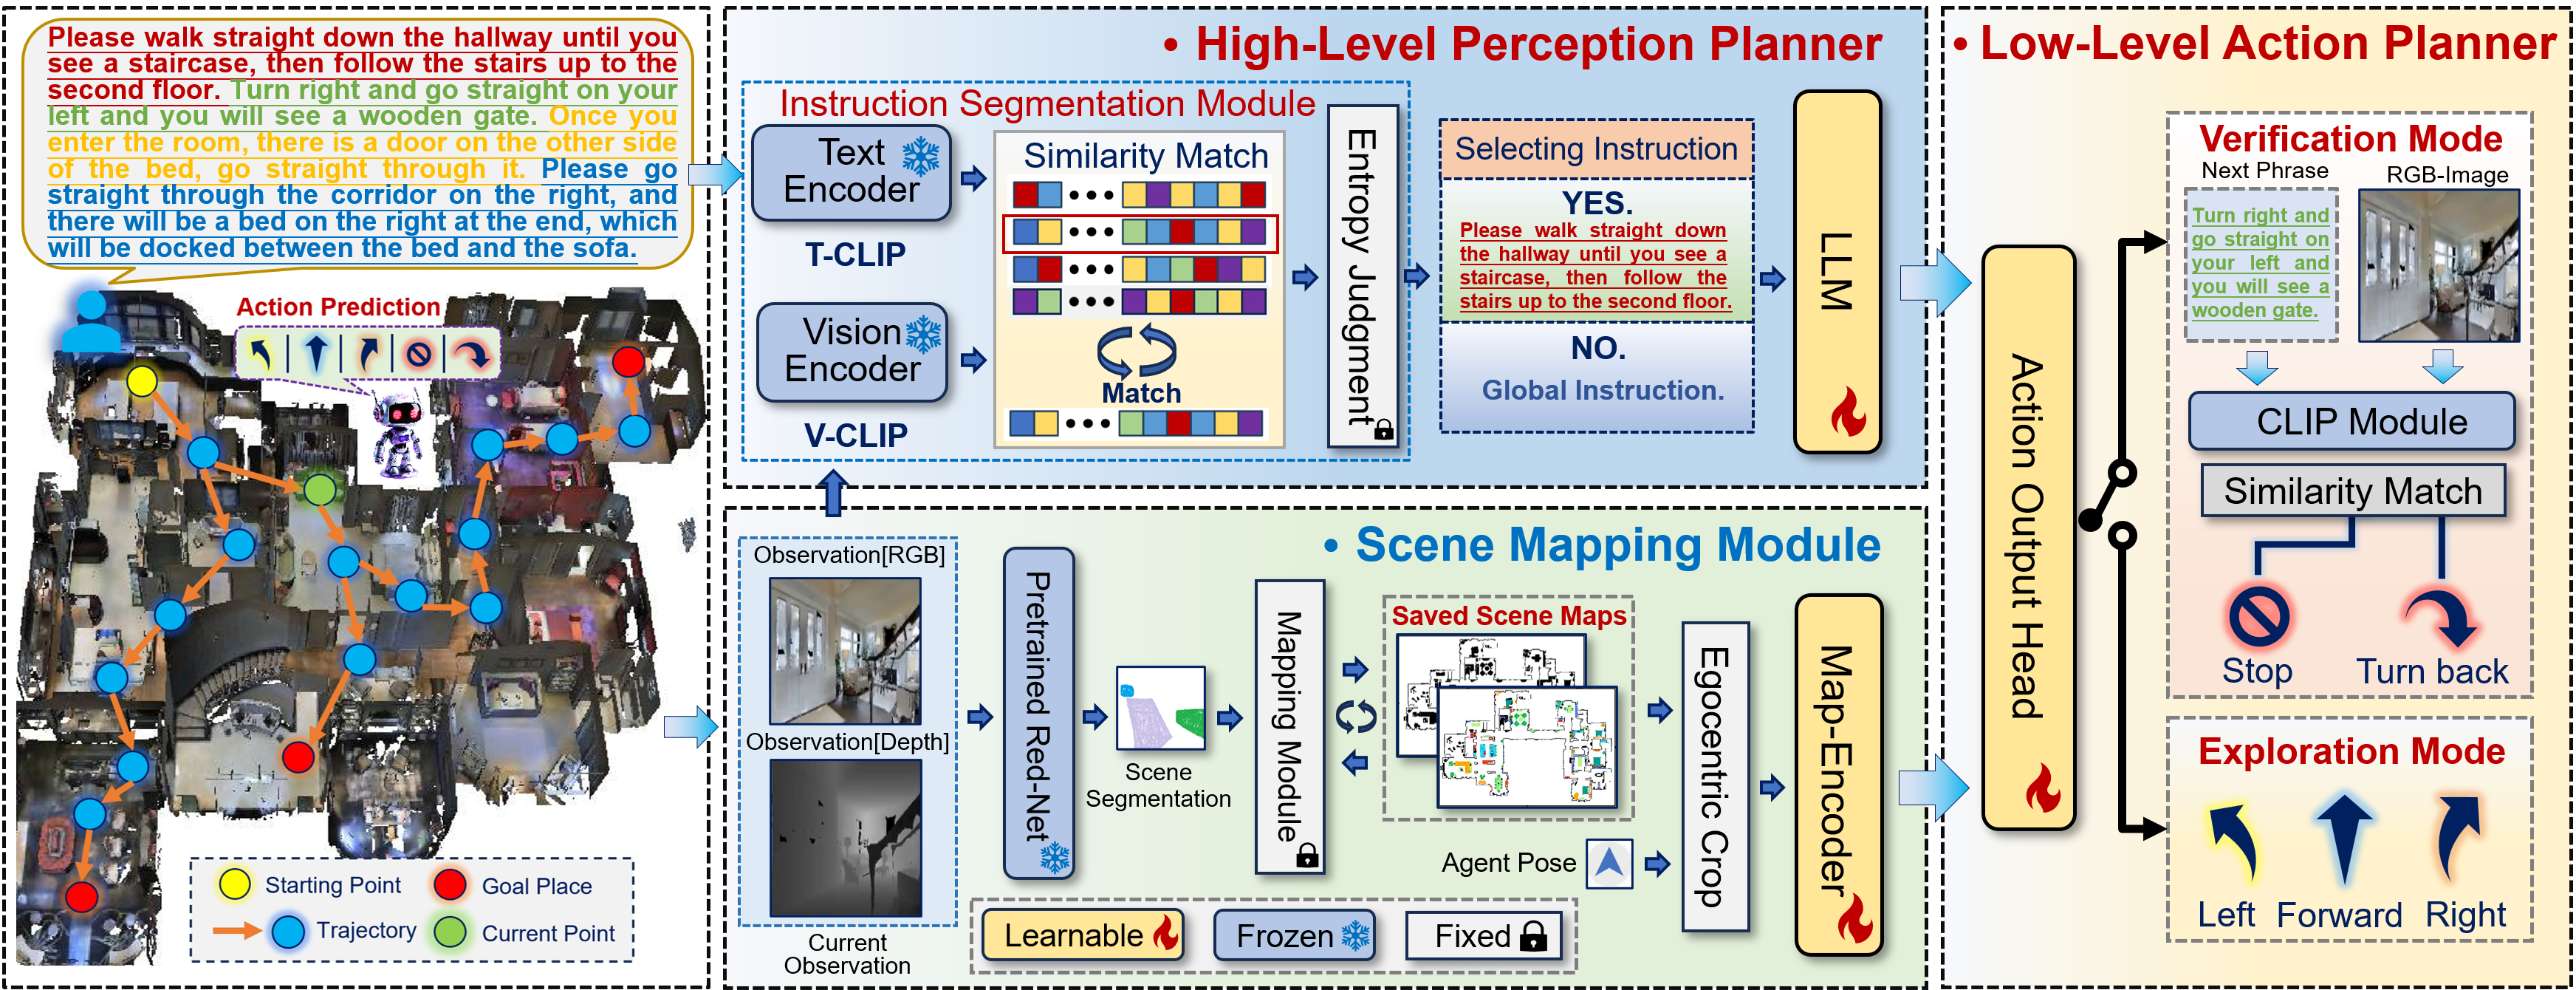 Please walk straight down the hallway until you
see a staircase, then follow the stairs up to the
second floor. Turn right and go straight on your
left and you will see a wooden gate. Once you
enter the room, there is a door on the other side
of the bed, go straight through it. Please go
straight through the corridor on the right, and
there will be a bed on the right at the end, which
will be docked between the bed and the sofa.
Action Prediction
Starting Point
Goal Place
Trajectory
Current Point
• High-Level Perception Planner
Instruction Segmentation Module
Text
Encoder
T-CLIP
Vision
Encoder
V-CLIP
Similarity Match
Match
Entropy Judgment
Selecting Instruction
YES.
Please walk straight down
the hallway until you see a
staircase, then follow the
stairs up to the second floor.
NO.
Global Instruction.
LLM
• Scene Mapping Module
Observation[RGB]
Observation[Depth]
Current
Observation
Pretrained Red-Net
Scene
Segmentation
Mapping Module
Saved Scene Maps
Agent Pose
Egocentric Crop
Map-Encoder
Learnable
Frozen
Fixed
• Low-Level Action Planner
Action Output Head
Verification Mode
Next Phrase
RGB-Image
Turn right and
go straight on
your left and
you will see a
wooden gate.
CLIP Module
Similarity Match
Stop
Turn back
Exploration Mode
Left
Forward
Right